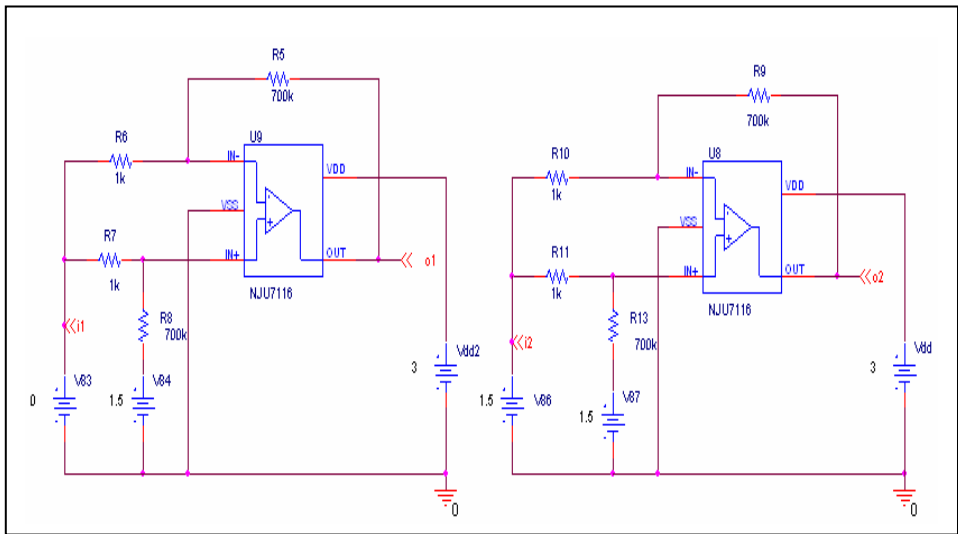 R5
700k
R6
1k
U9
IN-
VDD
VSS
R7
1k
IN+
OUT
o1
NJU7116
R8
700k
i1
V83
0
V84
1.5
3
Vdd2
0
R9
700k
R10
1k
U8
IN-
VDD
VSS
R11
1k
IN+
OUT
o2
NJU7116
R13
700k
i2
V86
1.5
V87
1.5
3
Vdd
0